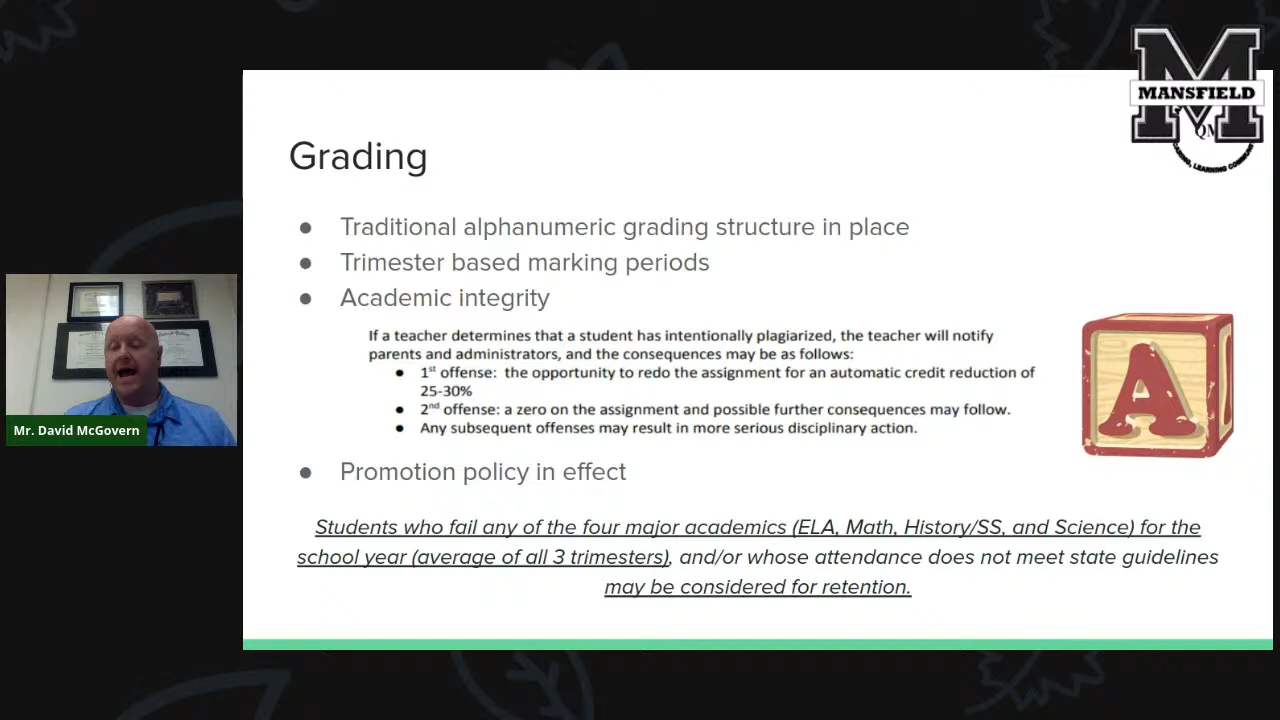 MANSFIELD
QM
Grading
● Traditional alphanumeric grading structure in place
● Trimester based marking periods
● Academic integrity
If a teacher determines that a student has intentionally plagiarized, the teacher will notify
parents and administrators, and the consequences may be as follows:
● 1st offense: the opportunity to redo the assignment for an automatic credit reduction of
25-30%
● 2nd offense: a zero on the assignment and possible further consequences may follow.
● Any subsequent offenses may result in more serious disciplinary action.
A
Mr. David McGovern
● Promotion policy in effect
Students who fail any of the four major academics (ELA, Math, History/SS, and Science) for the
school year (average of all 3 trimesters), and/or whose attendance does not meet state guidelines
may be considered for retention.